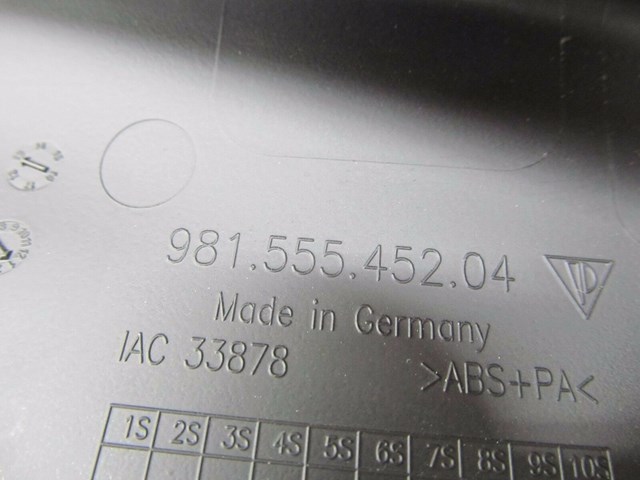 981.555.452.04
Made in Germany
IAC 33878
>ABS+PA<
1S 2S 3S 4S 5S 6S 7S 8S 9S 10S